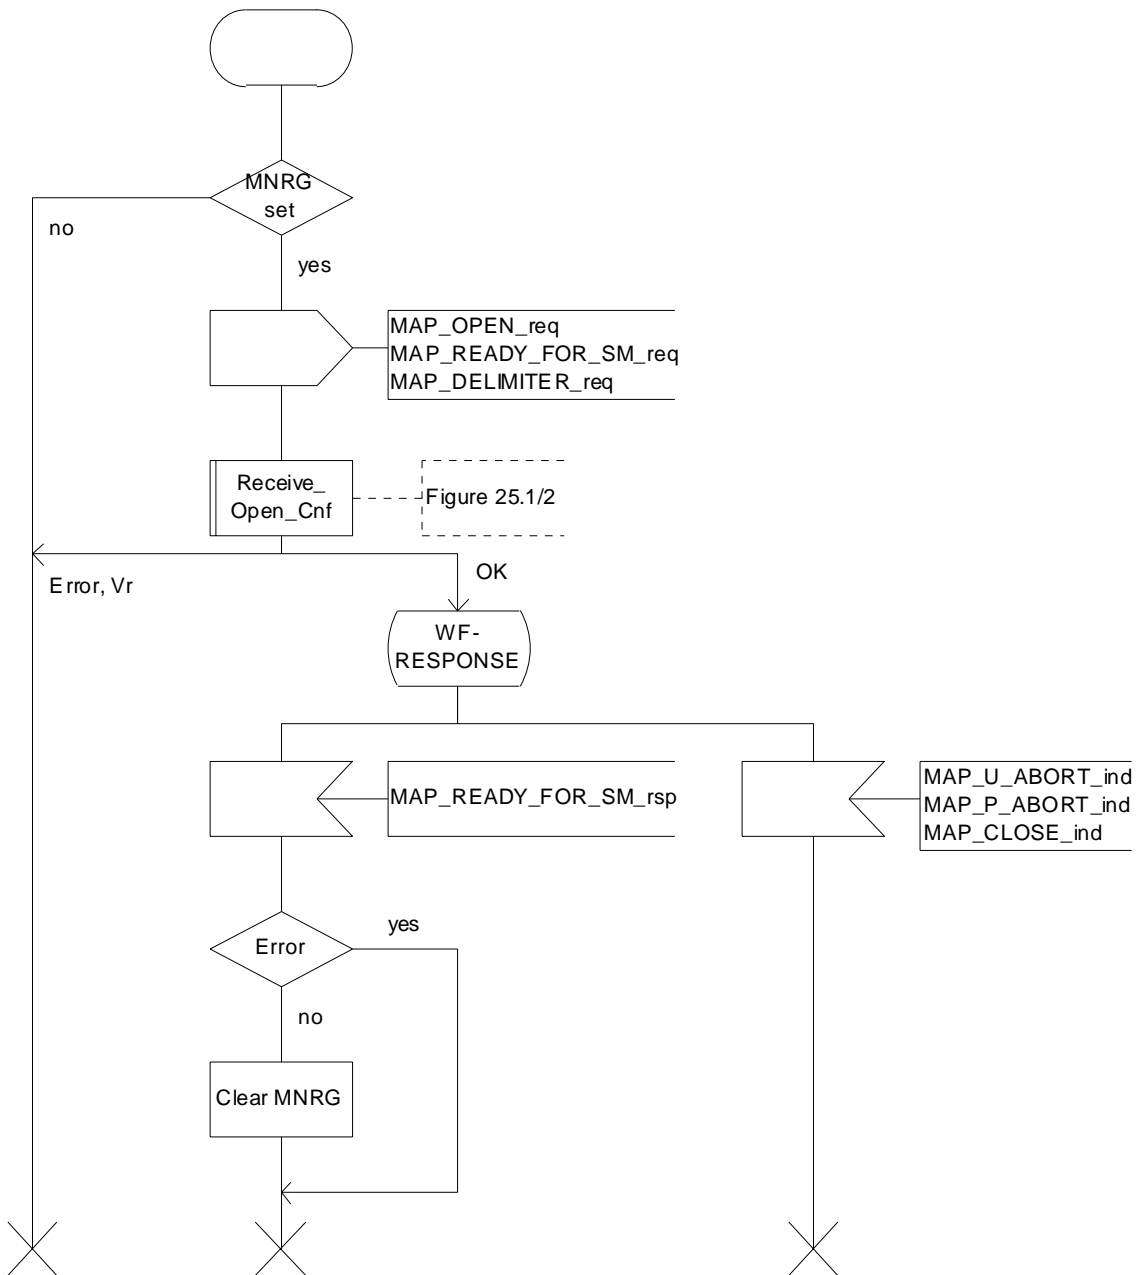 MNRG
set
no
yes
MAP_OPEN_req
MAP_READY_FOR_SM_req
MAP_DELIMITER_req
Receive_
Open_Cnf
Figure 25.1/2
Error, Vr
OK
WF-
RESPONSE
MAP_READY_FOR_SM_rsp
MAP_U_ABORT_ind
MAP_P_ABORT_ind
MAP_CLOSE_ind
Error
yes
no
Clear MNRG